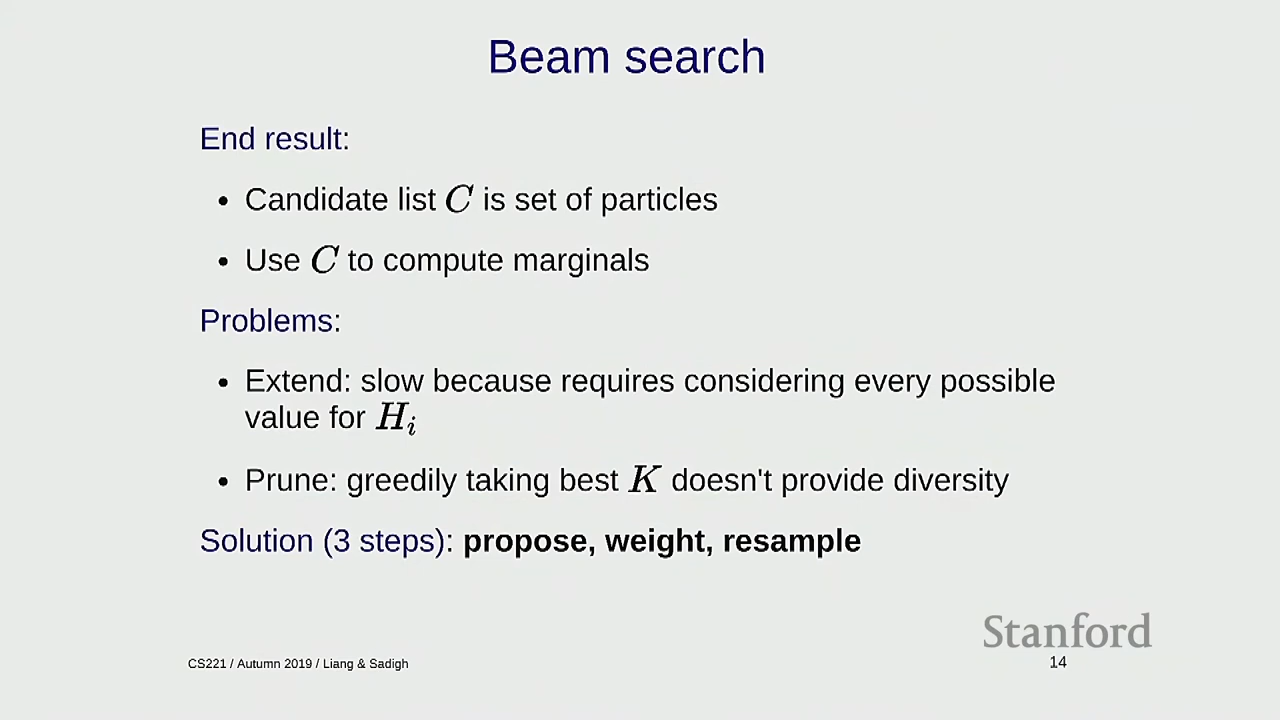 Beam search
End result:
• Candidate list C is set of particles
• Use C to compute marginals
Problems:
• Extend: slow because requires considering every possible
value for H_i
• Prune: greedily taking best K doesn't provide diversity
Solution (3 steps): propose, weight, resample
Stanford
CS221 / Autumn 2019 / Liang & Sadigh
14